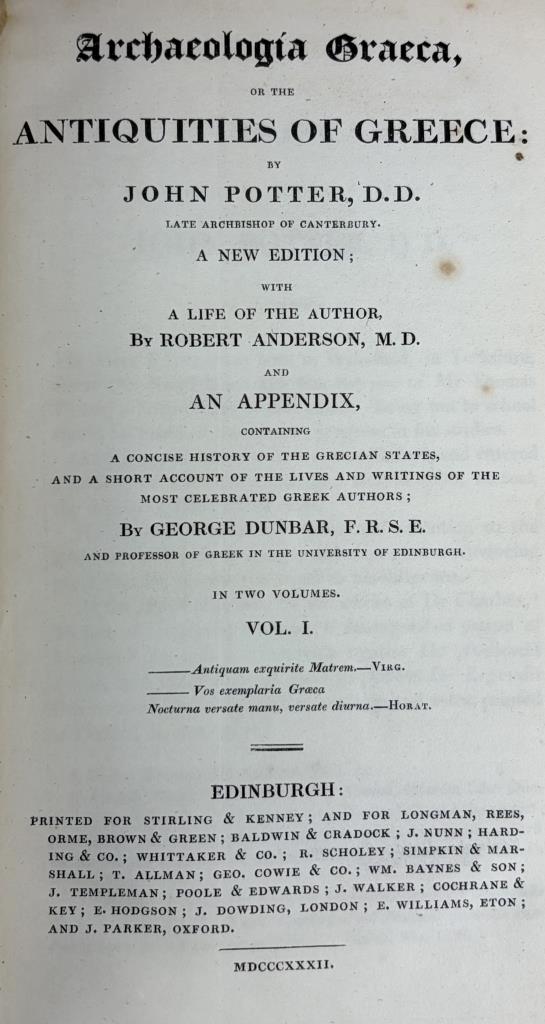 Archaeologia Graeca,
OR THE
ANTIQUITIES OF GREECE:
BY
JOHN POTTER, D.D.
LATE ARCHBISHOP OF CANTERBURY.
A NEW EDITION;
WITH
A LIFE OF THE AUTHOR,
By ROBERT ANDERSON, M. D.
AND
AN APPENDIX,
CONTAINING
A CONCISE HISTORY OF THE GRECIAN STATES,
AND A SHORT ACCOUNT OF THE LIVES AND WRITINGS OF THE
MOST CELEBRATED GREEK AUTHORS;
By GEORGE DUNBAR, F. R. S. E.
AND PROFESSOR OF GREEK IN THE UNIVERSITY OF EDINBURGH.
IN TWO VOLUMES.
VOL. I.
——— Antiquam exquirite Matrem.—Virg.
——— Vos exemplaria Græca
Nocturna versate manu, versate diurna.—Horat.
EDINBURGH:
PRINTED FOR STIRLING & KENNEY; AND FOR LONGMAN, REES,
ORME, BROWN & GREEN; BALDWIN & CRADOCK; J. NUNN; HARD-
ING & CO.; WHITTAKER & CO.; R. SCHOLEY; SIMPKIN & MAR-
SHALL; T. ALLMAN; GEO. COWIE & CO.; WM. BAYNES & SON;
J. TEMPLEMAN; POOLE & EDWARDS; J. WALKER; COCHRANE &
KEY; E. HODGSON; J. DOWDING, LONDON; E. WILLIAMS, ETON;
AND J. PARKER, OXFORD.
MDCCCXXXII.